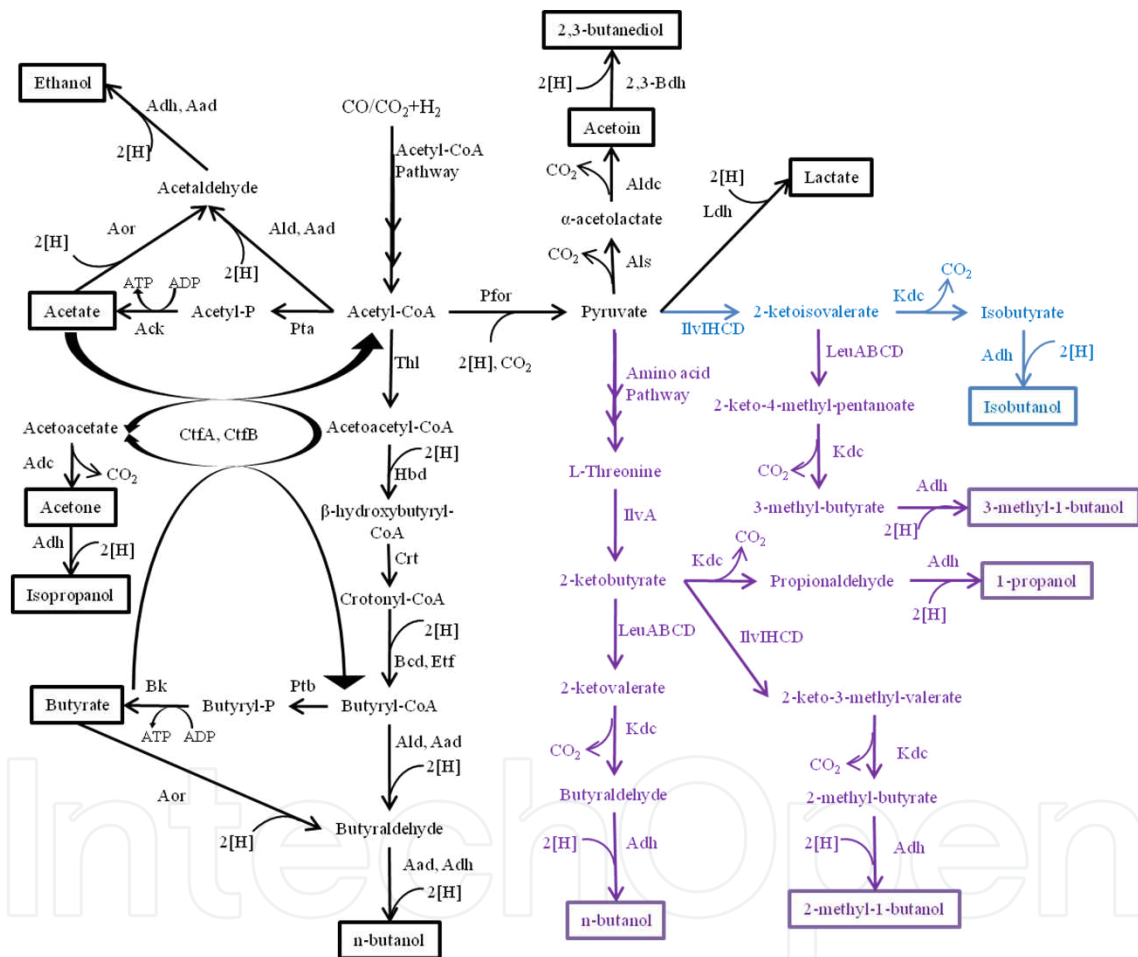 2,3-butanediol
2[H]
2,3-Bdh
Ethanol
Adh, Aad
2[H]
CO/CO₂+H₂
Acetoin
Acetyl-CoA
Pathway
CO₂
Aldc
2[H]
Lactate
Acetaldehyde
Ldh
α-acetolactate
Aor
2[H]
Ald, Aad
2[H]
CO₂
Als
CO₂
ATP
ADP
Kdc
Acetate
Ack
Acetyl-P
Pta
Acetyl-CoA
Pfor
2[H], CO₂
Pyruvate
IlvIHCD
2-ketoisovalerate
Isobutyrate
Thl
LeuABCD
Adh
2[H]
Amino acid
Pathway
2-keto-4-methyl-pentanoate
Isobutanol
Acetoacetate
CtfA, CtfB
Acetoacetyl-CoA
Adc
CO₂
2[H]
Hbd
L-Threonine
CO₂
Kdc
Acetone
β-hydroxybutyryl-
CoA
IlvA
3-methyl-butyrate
Adh
2[H]
3-methyl-1-butanol
Adh
2[H]
Crt
CO₂
Kdc
Isopropanol
Crotonyl-CoA
2-ketobutyrate
Propionaldehyde
Adh
2[H]
1-propanol
2[H]
Bcd, Etf
LeuABCD
IlvIHCD
Butyrate
Bk
ATP
ADP
Butyryl-P
Ptb
Butyryl-CoA
2-ketovalerate
2-keto-3-methyl-valerate
Ald, Aad
2[H]
CO₂
Kdc
CO₂
Kdc
Aor
2[H]
Butyraldehyde
Butyraldehyde
2-methyl-butyrate
Aad, Adh
2[H]
2[H]
Adh
2[H]
Adh
n-butanol
n-butanol
2-methyl-1-butanol
IntechOpen